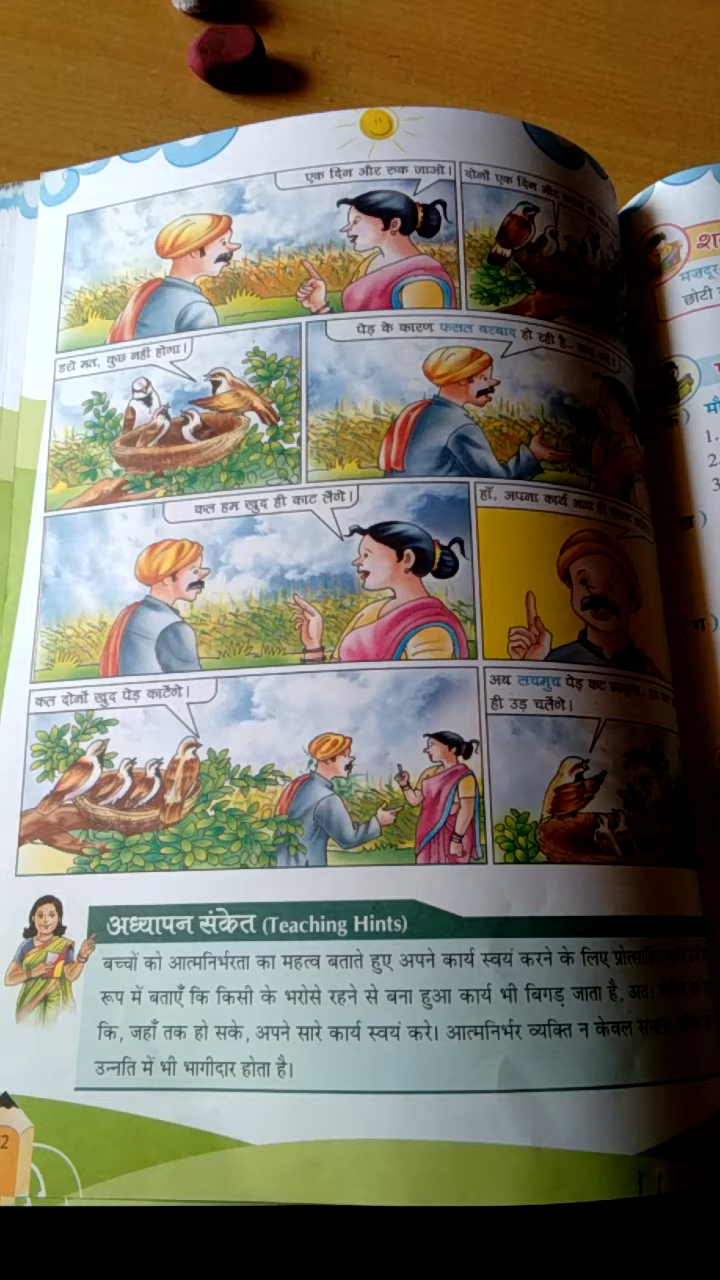 एक दिन और रुक जाओ।
दोनों एक दिन और
डरो मत, कुछ नहीं होगा।
पेड़ के कारण फसल बरबाद हो रही है..
कल हम खुद ही काट लेंगे।
हाँ, अपना कार्य आप ही
कल दोनों खुद पेड़ काटेंगे।
अब सचमुच पेड़ कट
ही उड़ चलेंगे।
अध्यापन संकेत (Teaching Hints)
बच्चों को आत्मनिर्भरता का महत्व बताते हुए अपने कार्य स्वयं करने के लिए
रूप में बताएँ कि किसी के भरोसे रहने से बना हुआ कार्य भी बिगड़ जाता है, अतः
कि, जहाँ तक हो सके, अपने सारे कार्य स्वयं करे। आत्मनिर्भर व्यक्ति न केवल
उन्नति में भी भागीदार होता है।
2
मजदूर
छोटी
1.
2.
3